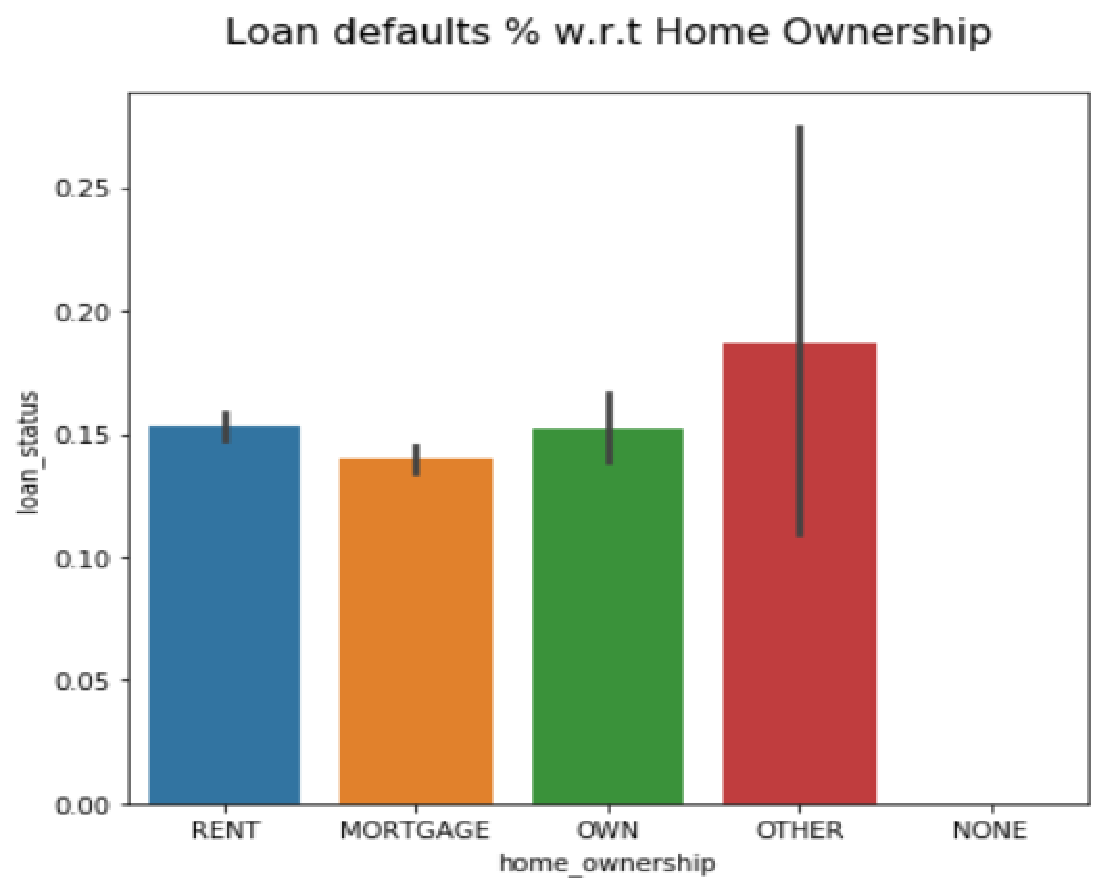 Loan defaults % w.r.t Home Ownership
0.25
0.20
0.15
0.10
0.05
0.00
loan_status
RENT MORTGAGE OWN OTHER NONE
home_ownership